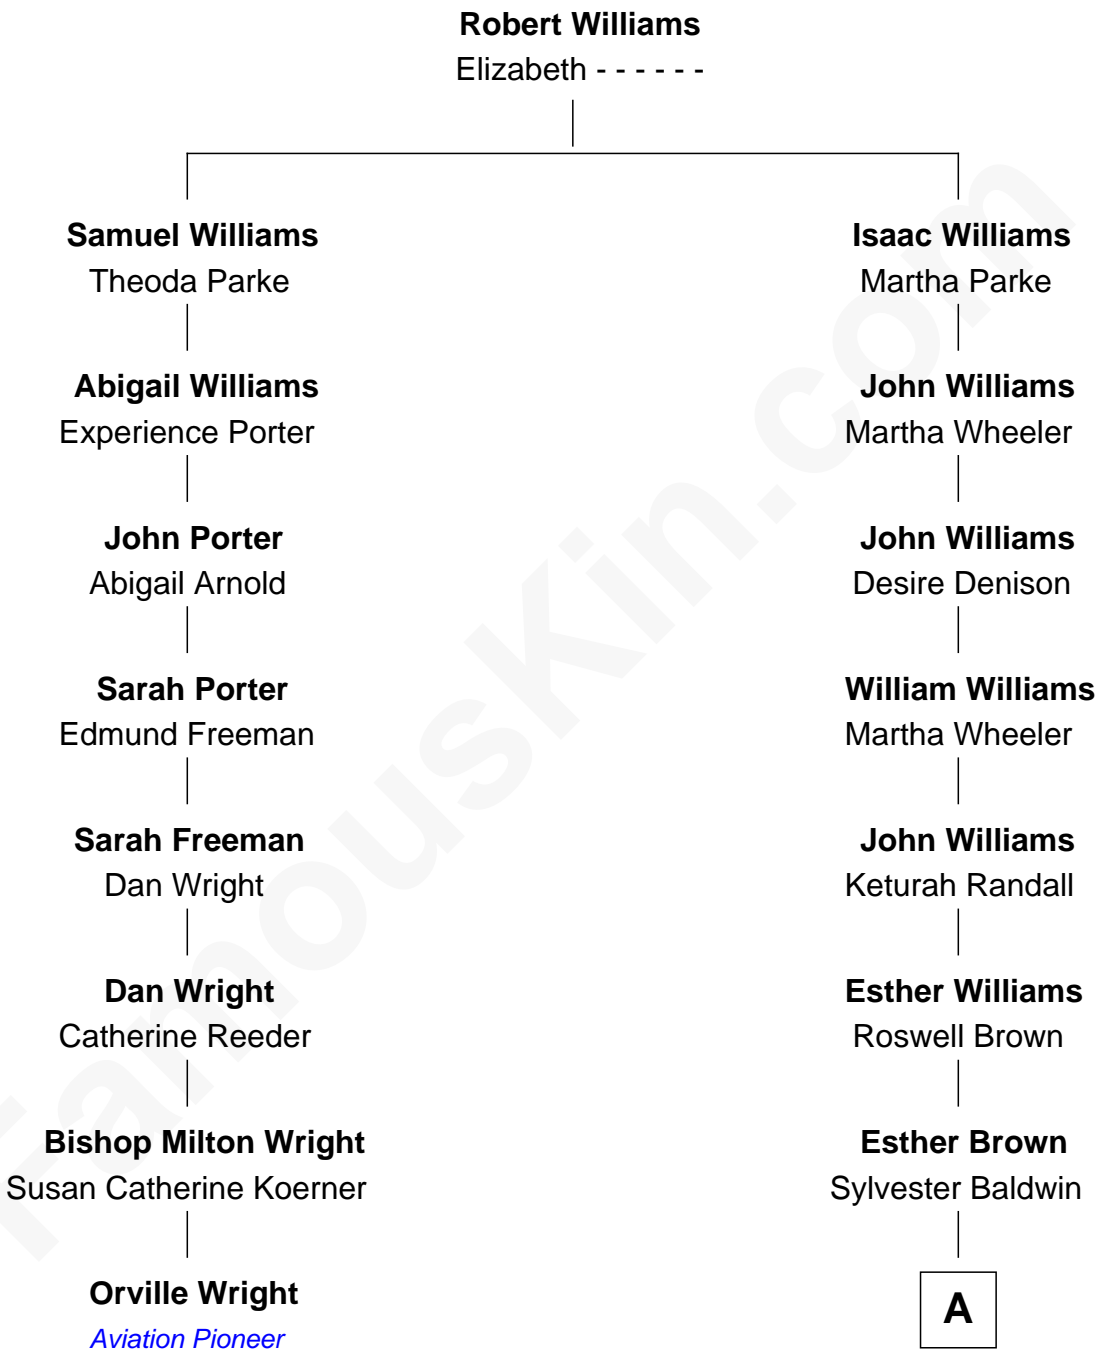 Robert Williams
Elizabeth - - - - - -
Samuel Williams
Theoda Parke
Isaac Williams
Martha Parke
Abigail Williams
Experience Porter
John Williams
Martha Wheeler
John Porter
Abigail Arnold
John Williams
Desire Denison
Sarah Porter
Edmund Freeman
William Williams
Martha Wheeler
Sarah Freeman
Dan Wright
John Williams
Keturah Randall
Dan Wright
Catherine Reeder
Esther Williams
Roswell Brown
Bishop Milton Wright
Susan Catherine Koerner
Esther Brown
Sylvester Baldwin
Orville Wright
Aviation Pioneer
A
FamousKin.com